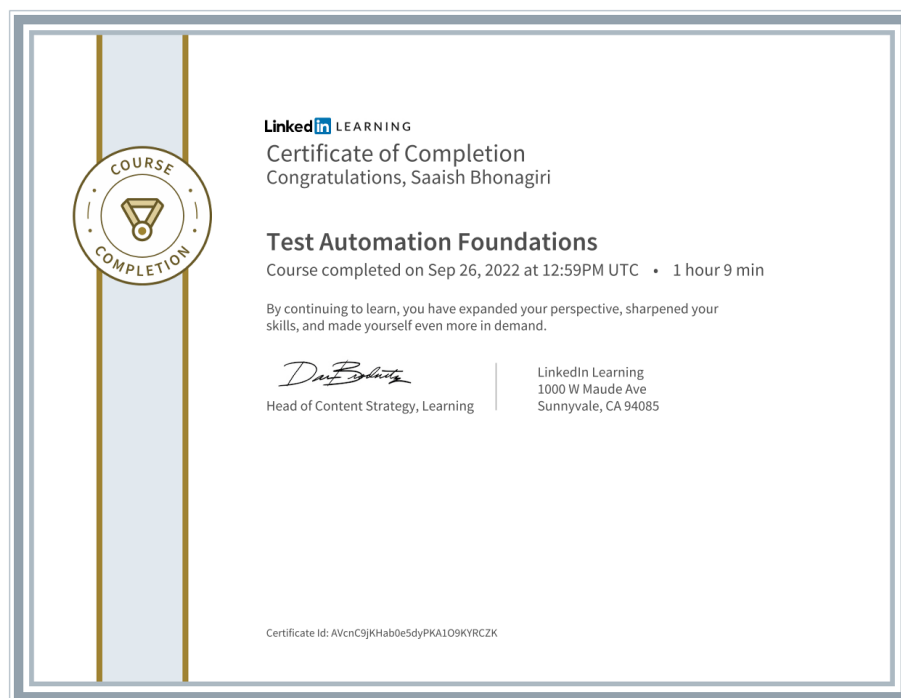 COURSE
COMPLETION
Linked in LEARNING
Certificate of Completion
Congratulations, Saaish Bhonagiri
Test Automation Foundations
Course completed on Sep 26, 2022 at 12:59PM UTC • 1 hour 9 min
By continuing to learn, you have expanded your perspective, sharpened your
skills, and made yourself even more in demand.
Head of Content Strategy, Learning
LinkedIn Learning
1000 W Maude Ave
Sunnyvale, CA 94085
Certificate Id: AVcnC9jKHab0e5dyPKA1O9KYRCZK